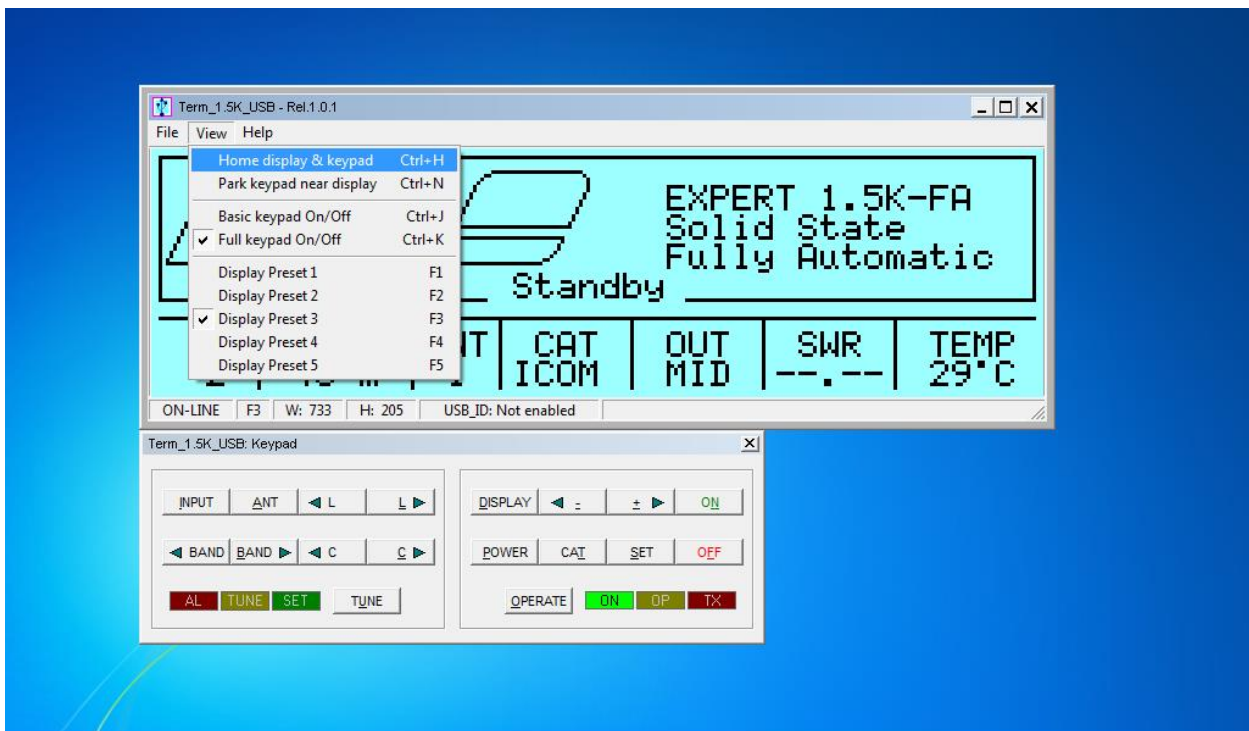 Term_1.5K_USB - Rel.1.0.1
File View Help
Home display & keypad Ctrl+H
Park keypad near display Ctrl+N
Basic keypad On/Off Ctrl+J
Full keypad On/Off Ctrl+K
Display Preset 1 F1
Display Preset 2 F2
Display Preset 3 F3
Display Preset 4 F4
Display Preset 5 F5
EXPERT 1.5K-FA
Solid State
Fully Automatic
Standby
CAT OUT SWR TEMP
ICOM MID --.-- 29°C
ON-LINE F3 W: 733 H: 205 USB_ID: Not enabled
Term_1.5K_USB: Keypad
INPUT ANT ◄ L L ► DISPLAY ◄ - + ► ON
◄ BAND BAND ► ◄ C C ► POWER CAT SET OFF
AL TUNE SET TUNE OPERATE ON OP TX